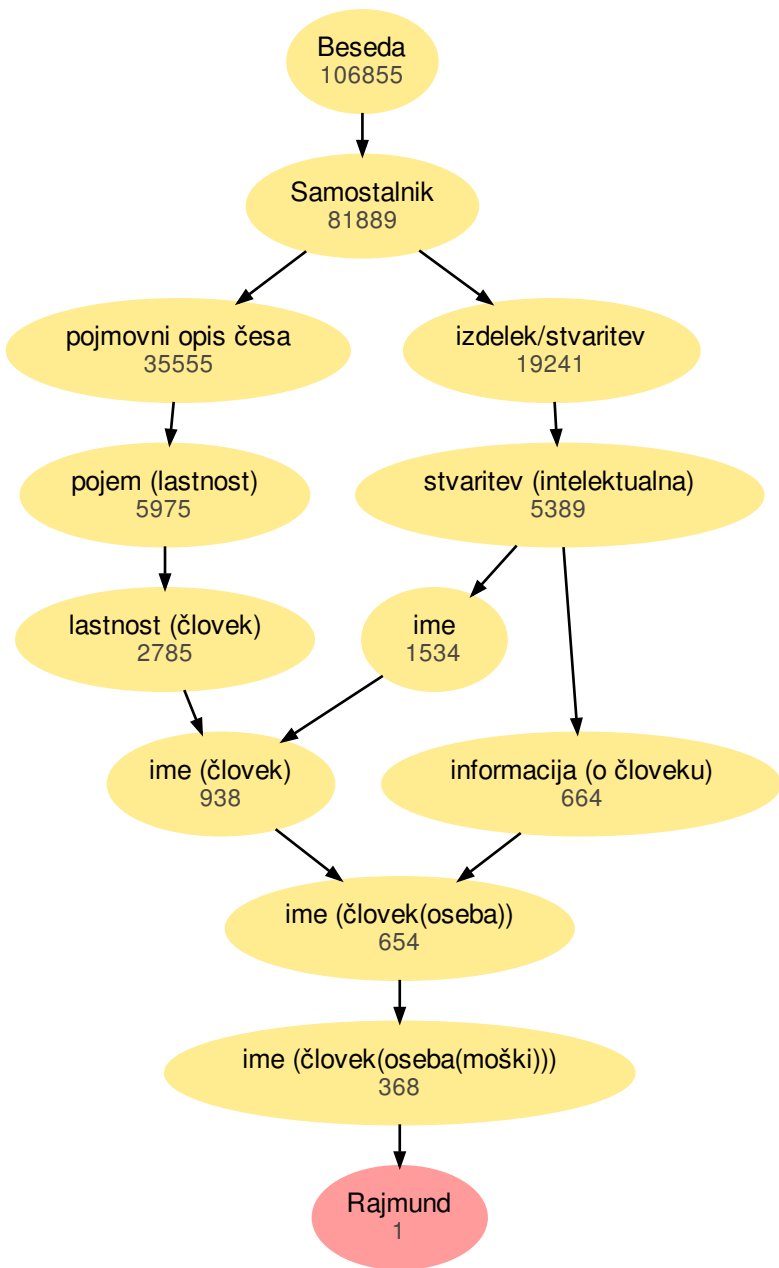 Beseda
106855
Samostalnik
81889
pojmovni opis česa
35555
izdelek/stvaritev
19241
pojem (lastnost)
5975
stvaritev (intelektualna)
5389
lastnost (človek)
2785
ime
1534
ime (človek)
938
informacija (o človeku)
664
ime (človek(oseba))
654
ime (človek(oseba(moški)))
368
Rajmund
1